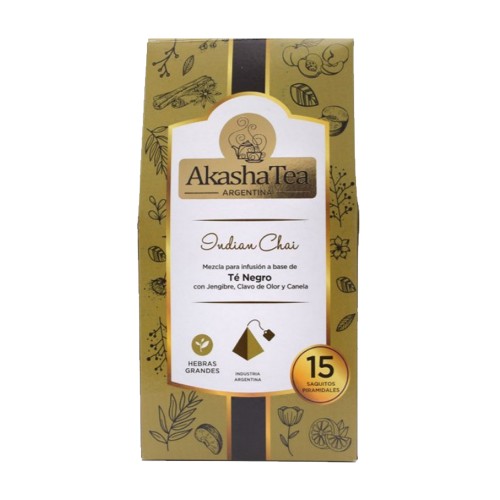 AkashaTea
ARGENTINA
Indian Chai
Mezcla para infusión a base de
Té Negro
con Jengibre, Clavo de Olor y Canela
HEBRAS
GRANDES
INDUSTRIA
ARGENTINA
15
SAQUITOS
PIRAMIDALES